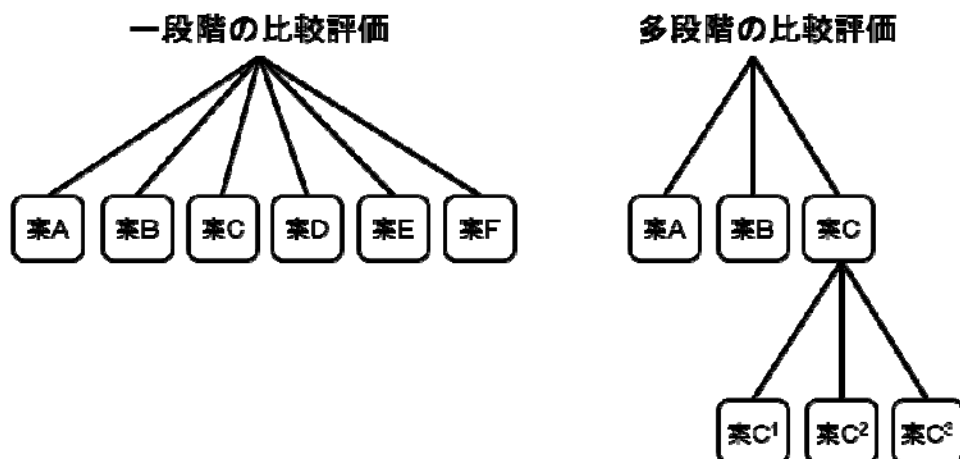 一段階の比較評価
多段階の比較評価
案A 案B 案C 案D 案E 案F
案A 案B 案C
案C¹ 案C² 案C³